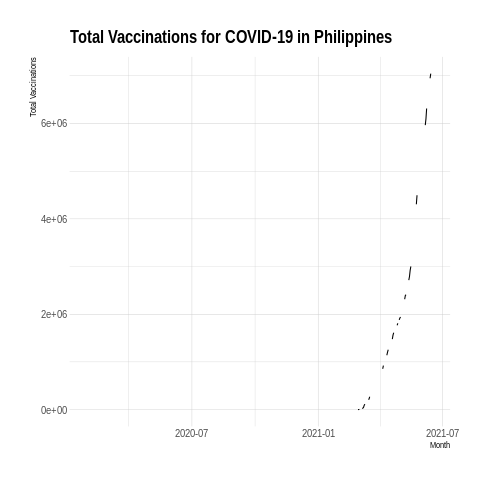 Total Vaccinations for COVID-19 in Philippines
Total Vaccinations
6e+06
4e+06
2e+06
0e+00
2020-07
2021-01
2021-07
Month